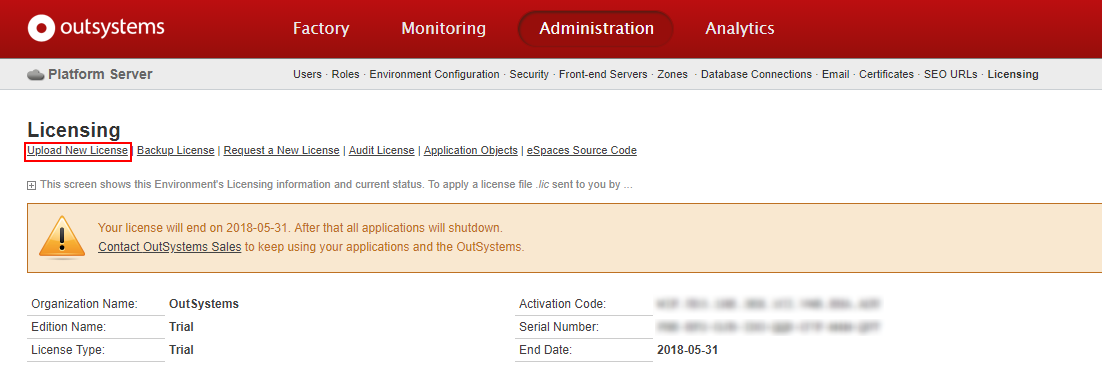 outsystems
Factory Monitoring Administration Analytics
Platform Server
Users · Roles · Environment Configuration · Security · Front-end Servers · Zones · Database Connections · Email · Certificates · SEO URLs · Licensing
Licensing
Upload New License | Backup License | Request a New License | Audit License | Application Objects | eSpaces Source Code
This screen shows this Environment's Licensing information and current status. To apply a license file .lic sent to you by ...
Your license will end on 2018-05-31. After that all applications will shutdown.
Contact OutSystems Sales to keep using your applications and the OutSystems.
Organization Name: OutSystems Activation Code:
Edition Name: Trial Serial Number:
License Type: Trial End Date: 2018-05-31